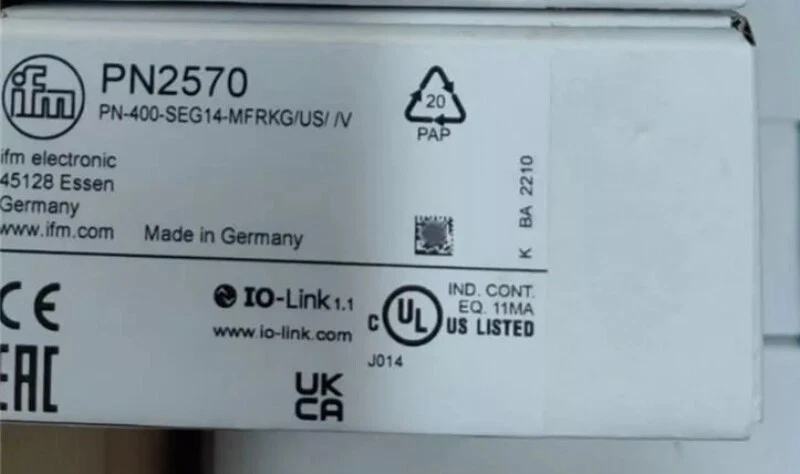 ifm
PN2570
PN-400-SEG14-MFRKG/US/ /V
ifm electronic
45128 Essen
Germany
www.ifm.com
Made in Germany
20
PAP
K BA 2210
CE
EAC
IO-Link 1.1
www.io-link.com
UK
CA
C UL US LISTED
IND. CONT.
EQ. 11MA
J014